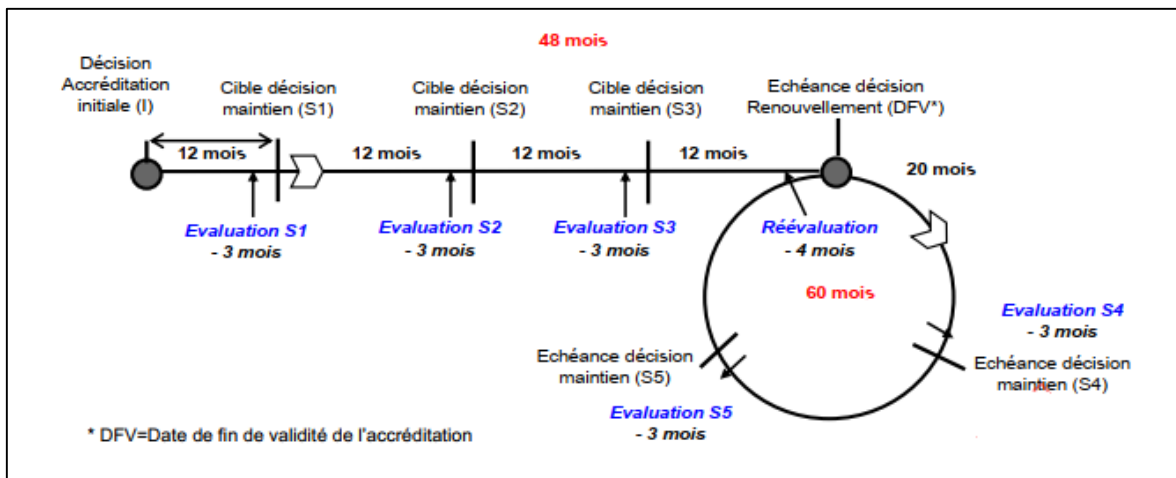 48 mois
Décision
Accréditation
initiale (I)
Cible décision
maintien (S1)
Cible décision
maintien (S2)
Cible décision
maintien (S3)
Echéance décision
Renouvellement (DFV*)
12 mois
12 mois
12 mois
12 mois
20 mois
Evaluation S1
- 3 mois
Evaluation S2
- 3 mois
Evaluation S3
- 3 mois
Réévaluation
- 4 mois
60 mois
Evaluation S4
- 3 mois
Echéance décision
maintien (S5)
Echéance décision
maintien (S4)
Evaluation S5
- 3 mois
* DFV=Date de fin de validité de l'accréditation